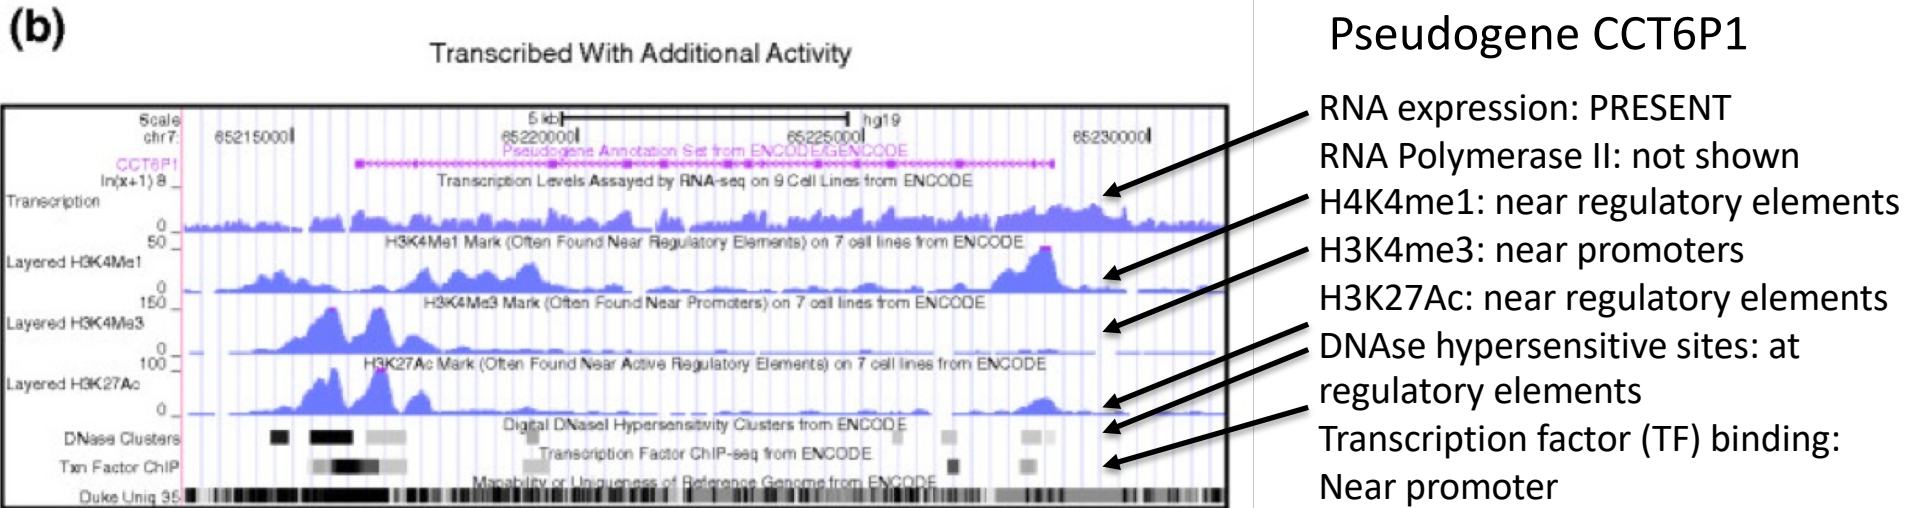 (b)
Transcribed With Additional Activity
Pseudogene CCT6P1
Scale 5 kb hg19
chr7: 65215000 65220000 65225000 65230000
Pseudogene Annotation Set from ENCODE/GENCODE
CCT6P1
ln(x+1) 8 Transcription Levels Assayed by RNA-seq on 9 Cell Lines from ENCODE
Transcription
0
50 H3K4Me1 Mark (Often Found Near Regulatory Elements) on 7 cell lines from ENCODE
Layered H3K4Me1
0
150 H3K4Me3 Mark (Often Found Near Promoters) on 7 cell lines from ENCODE
Layered H3K4Me3
0
100 H3K27Ac Mark (Often Found Near Active Regulatory Elements) on 7 cell lines from ENCODE
Layered H3K27Ac
0
Digital DNaseI Hypersensitivity Clusters from ENCODE
DNase Clusters
Transcription Factor ChIP-seq from ENCODE
Txn Factor ChIP
Mapability or Uniqueness of Reference Genome from ENCODE
Duke Uniq 35
RNA expression: PRESENT
RNA Polymerase II: not shown
H4K4me1: near regulatory elements
H3K4me3: near promoters
H3K27Ac: near regulatory elements
DNAse hypersensitive sites: at
regulatory elements
Transcription factor (TF) binding:
Near promoter